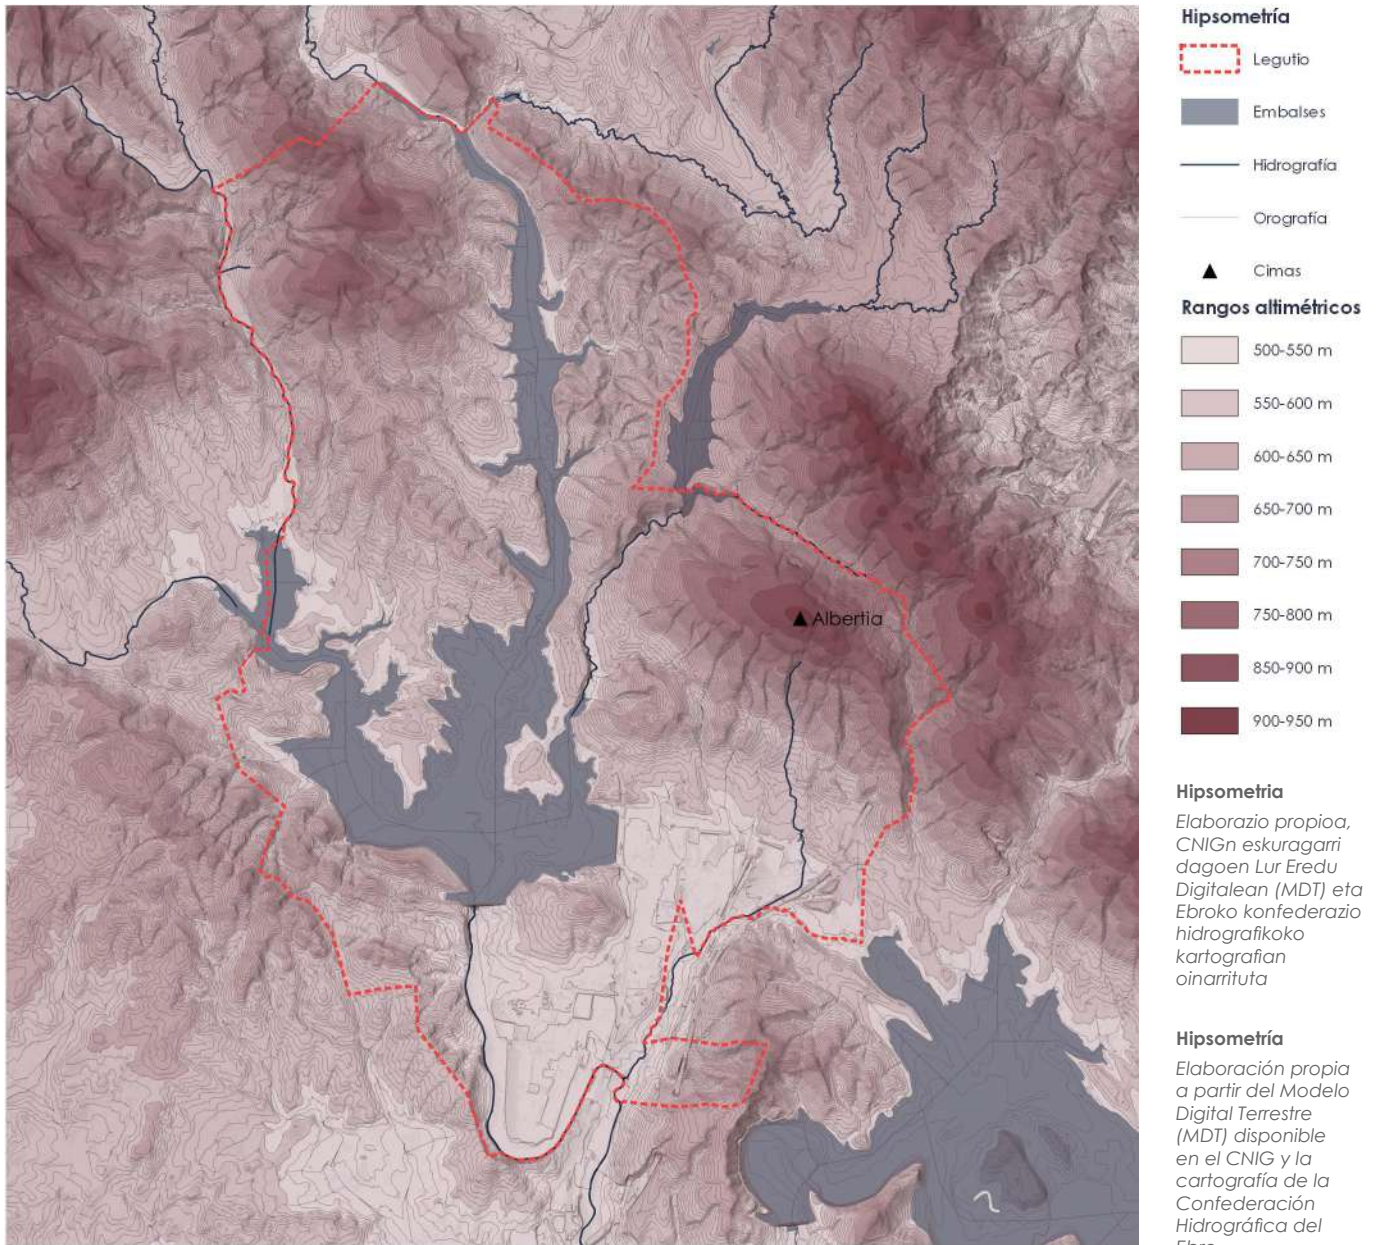 Hipsometría
Legutio
Embalses
Hidrografía
Orografía
Cimas
Rangos altimétricos
500-550 m
550-600 m
600-650 m
650-700 m
700-750 m
750-800 m
850-900 m
900-950 m
Albertia
Hipsometria
Elaborazio propioa,
CNIGn eskuragarri
dagoen Lur Eredu
Digitalean (MDT) eta
Ebroko konfederazio
hidrografikoko
kartografian
oinarrituta
Hipsometría
Elaboración propia
a partir del Modelo
Digital Terrestre
(MDT) disponible
en el CNIG y la
cartografía de la
Confederación
Hidrográfica del